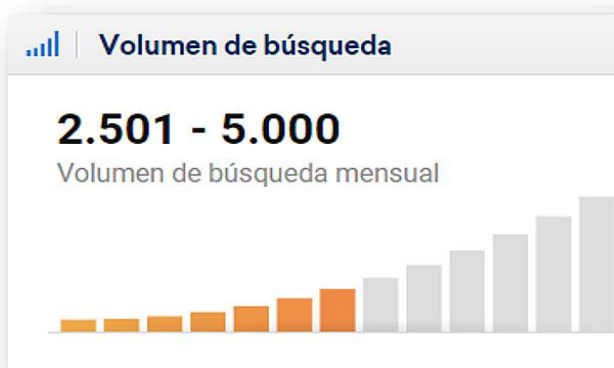 Volumen de búsqueda
2.501 - 5.000
Volumen de búsqueda mensual